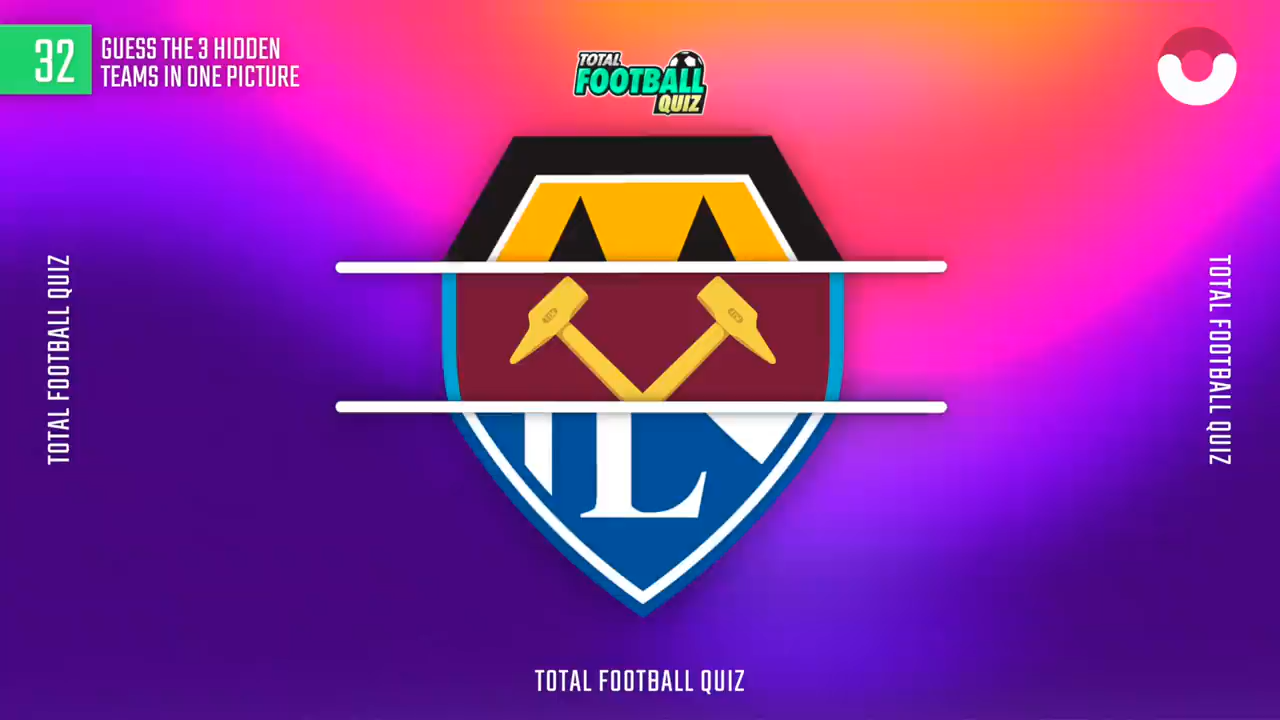 32
GUESS THE 3 HIDDEN
TEAMS IN ONE PICTURE
TOTAL
FOOTBALL
QUIZ
TOTAL FOOTBALL QUIZ
TOTAL FOOTBALL QUIZ
L
TOTAL FOOTBALL QUIZ